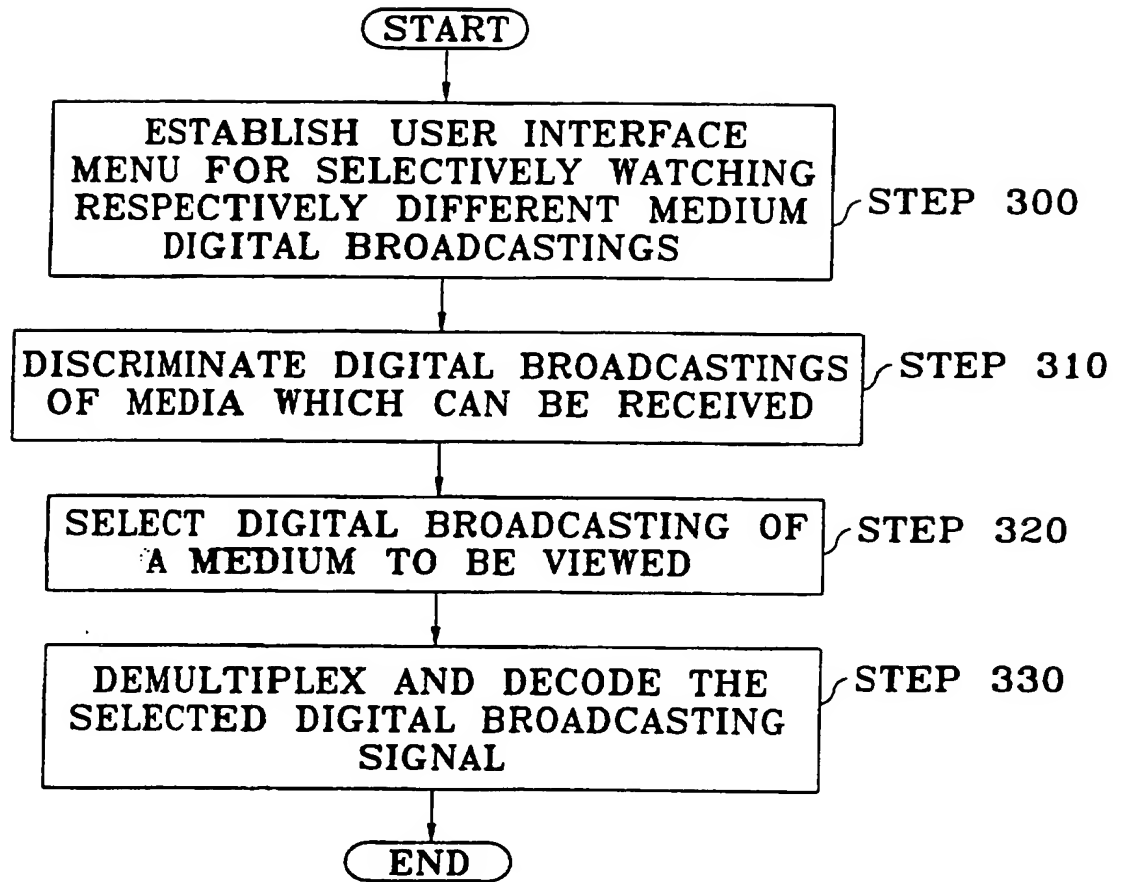 START
ESTABLISH USER INTERFACE
MENU FOR SELECTIVELY WATCHING
RESPECTIVELY DIFFERENT MEDIUM
DIGITAL BROADCASTINGS
STEP 300
DISCRIMINATE DIGITAL BROADCASTINGS
OF MEDIA WHICH CAN BE RECEIVED
STEP 310
SELECT DIGITAL BROADCASTING OF
A MEDIUM TO BE VIEWED
STEP 320
DEMULTIPLEX AND DECODE THE
SELECTED DIGITAL BROADCASTING
SIGNAL
STEP 330
END